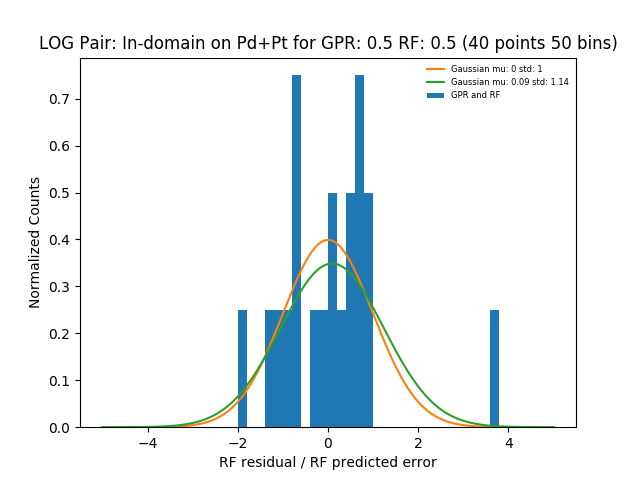 LOG Pair: In-domain on Pd+Pt for GPR: 0.5 RF: 0.5 (40 points 50 bins)
Gaussian mu: 0 std: 1
Gaussian mu: 0.09 std: 1.14
GPR and RF
Normalized Counts
0.7
0.6
0.5
0.4
0.3
0.2
0.1
0.0
−4 −2 0 2 4
RF residual / RF predicted error